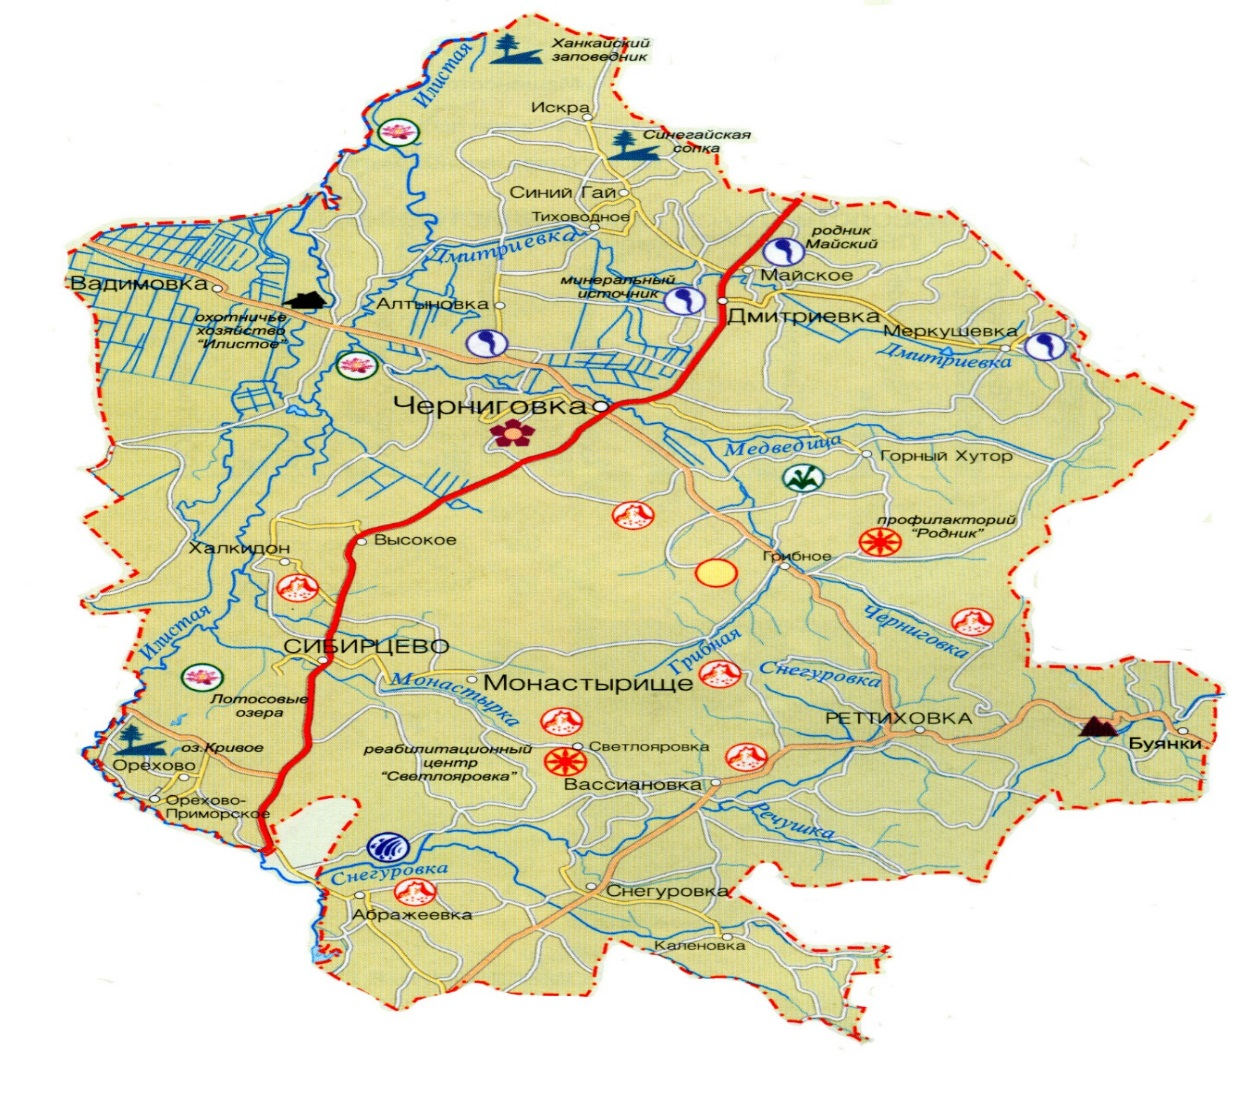 Илистая
Ханкайский
заповедник
Искра
Синегайская
сопка
Синий Гай
Тиховодное
родник
Майский
Дмитриевка
Майское
минеральный
источник
Вадимовка
Алтыновка
охотничье
хозяйство
"Илистое"
Дмитриевка
Меркушевка
Дмитриевка
Черниговка
Медведица
Горный Хутор
профилакторий
"Родник"
Высокое
Халкидон
Грибное
Илистая
Черниговка
СИБИРЦЕВО
Грибная
Снегуровка
Монастырка
Монастырище
Лотосовые
озера
РЕТТИХОВКА
Буянки
оз.Кривое
реабилитационный
центр
"Светлояровка"
Светлояровка
Орехово
Вассиановка
Орехово-
Приморское
Речушка
Снегуровка
Снегуровка
Абражеевка
Каленовка